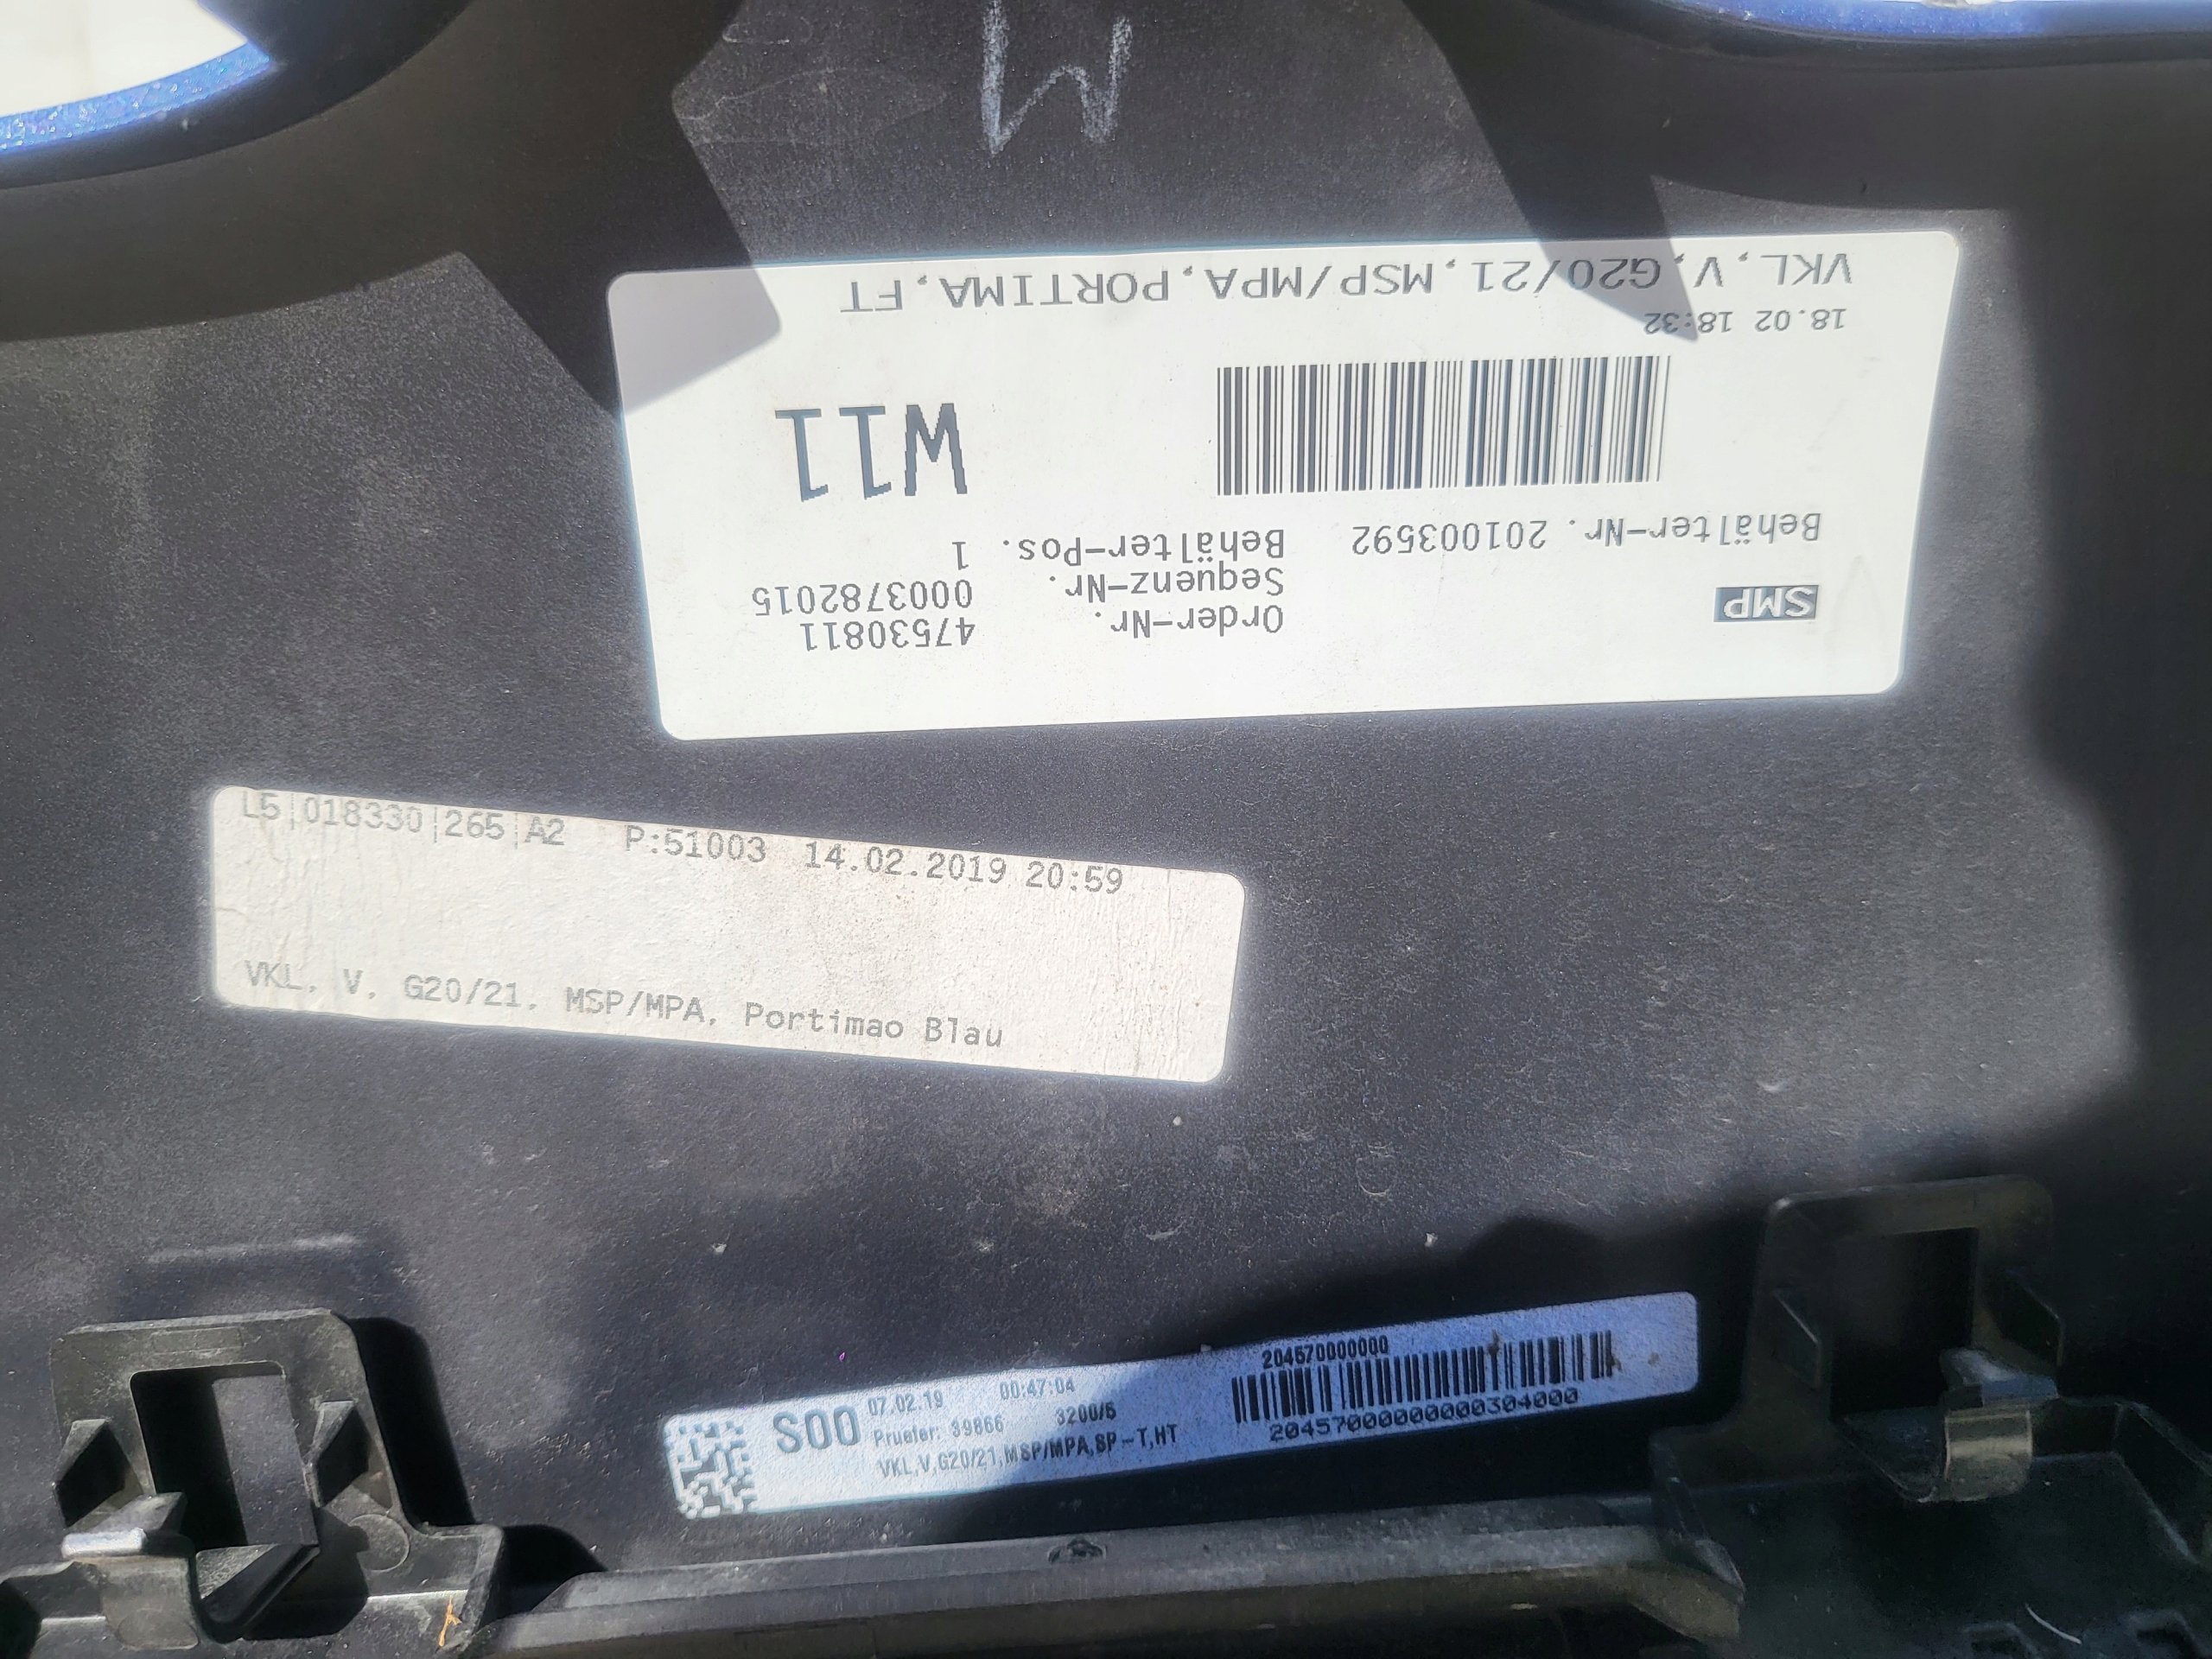 M
VKL, V, G20/21, MSP/MPA, PORTIMA, FT
18.02 18:32
W11
Behälter-Nr. 201003592
Behälter-Pos. 1
Sequenz-Nr. 0003782015
Order-Nr. 47530811
SMP
L5|018330|265|A2 P:51003 14.02.2019 20:59
VKL, V, G20/21, MSP/MPA, Portimao Blau
S00 07.02.19 00:47:04
Pruefer: 39866 3200/6
VKL,V,G20/21,MSP/MPA,SP-T,HT
204570000000
20457000000000304000